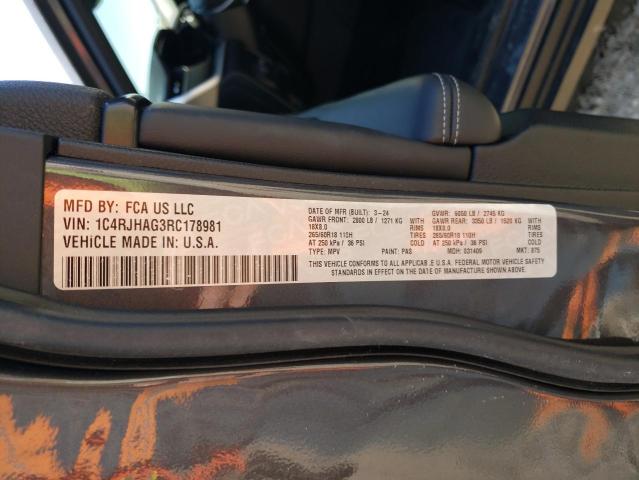 MFD BY: FCA US LLC
VIN: 1C4RJHAG3RC178981
VEHICLE MADE IN: U.S.A.
DATE OF MFR (BUILT): 3-24
GAWR FRONT: 2800 LB / 1271 KG
18X8.0 RIMS
265/60R18 110H TIRES
AT 250 kPa / 36 PSI COLD
TYPE: MPV PAINT: PAS
GVWR: 6050 LB / 2745 KG
GAWR REAR: 3350 LB / 1520 KG
18X8.0 RIMS
265/60R18 110H TIRES
AT 250 kPa / 36 PSI COLD
MDH: 031409 MKT: 875
THIS VEHICLE CONFORMS TO ALL APPLICABLE U.S.A. FEDERAL MOTOR VEHICLE SAFETY
STANDARDS IN EFFECT ON THE DATE OF MANUFACTURE SHOWN ABOVE.